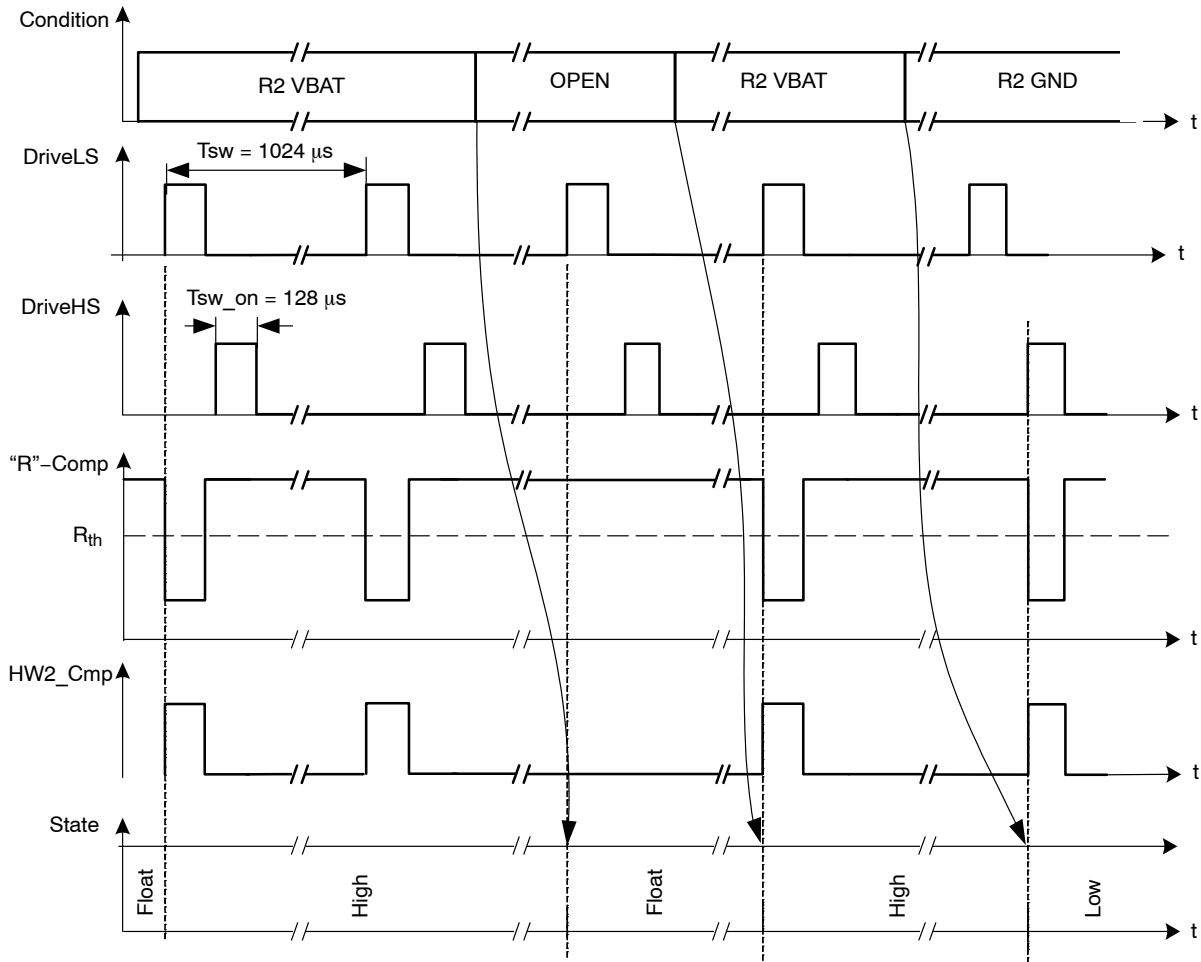 Condition
R2 VBAT
OPEN
R2 VBAT
R2 GND
t
DriveLS
Tsw = 1024 μs
t
DriveHS
Tsw_on = 128 μs
t
“R”−Comp
Rth
t
HW2_Cmp
t
State
Float
High
Float
High
Low
t